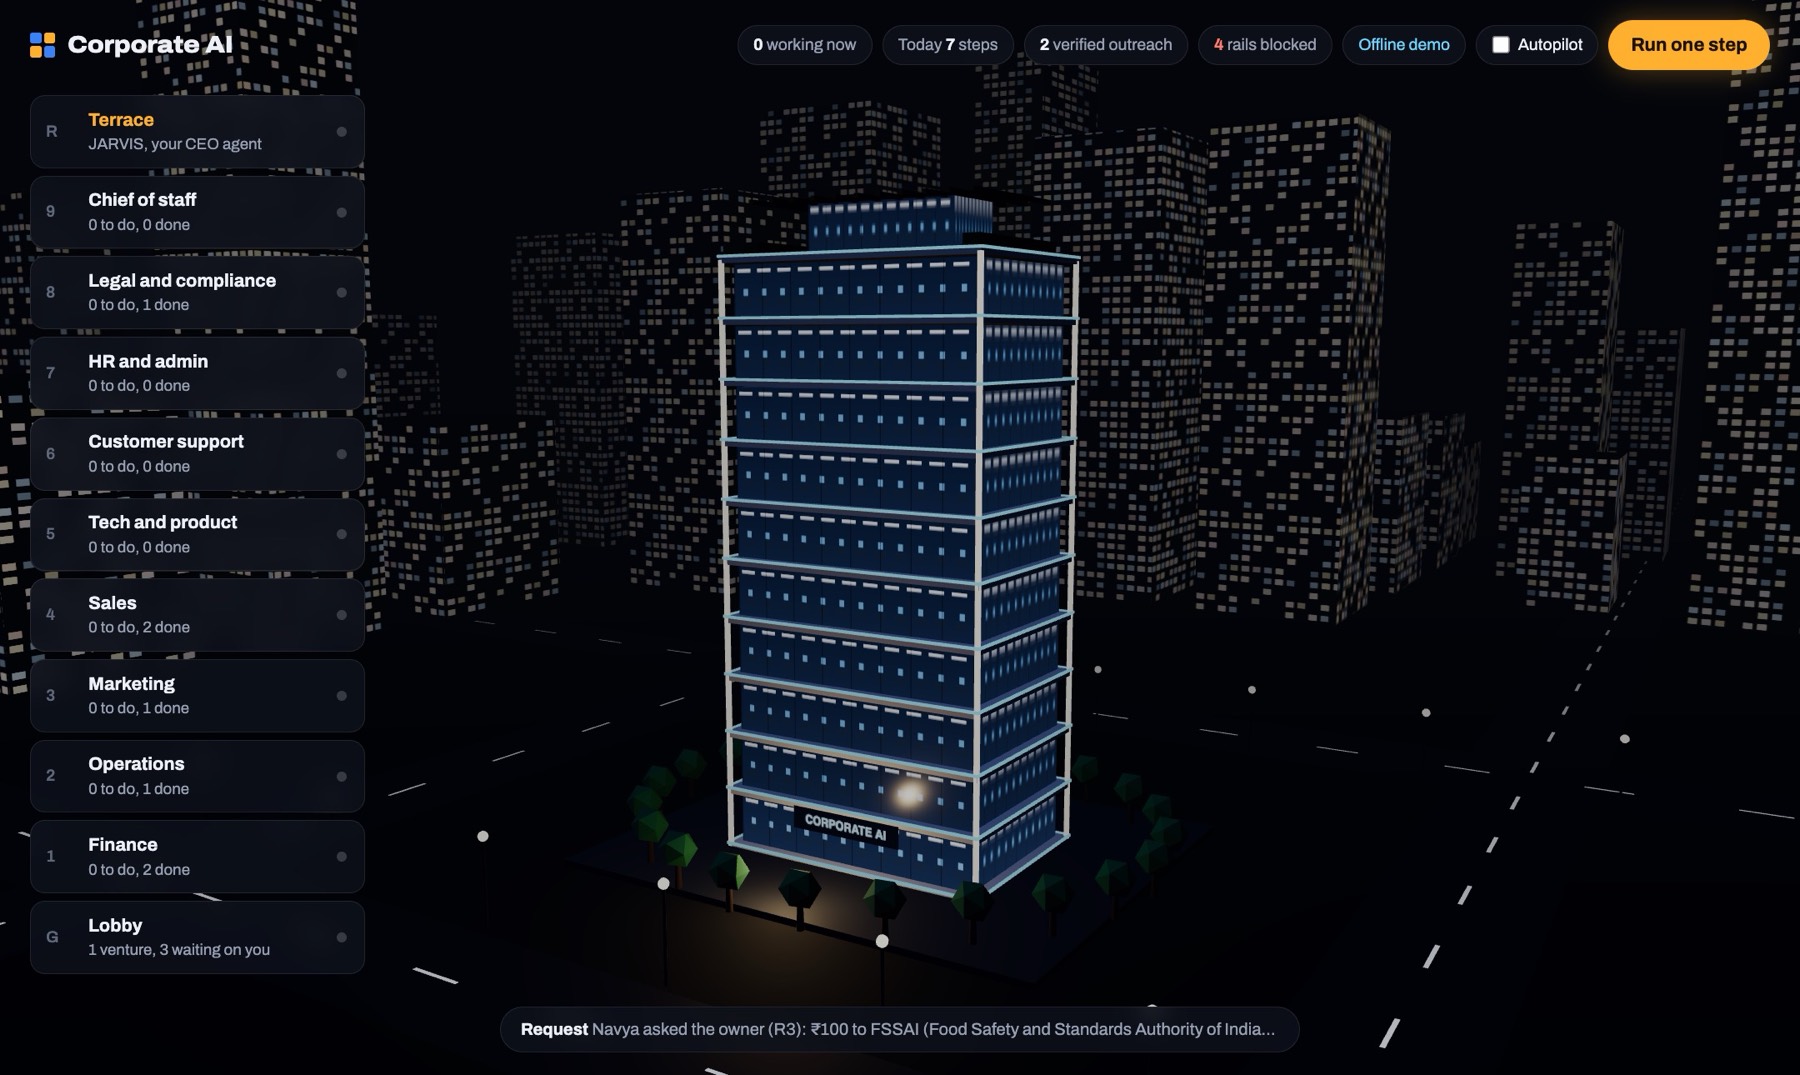 Corporate AI
0 working now
Today 7 steps
2 verified outreach
4 rails blocked
Offline demo
Autopilot
Run one step
R
Terrace
JARVIS, your CEO agent
9
Chief of staff
0 to do, 0 done
8
Legal and compliance
0 to do, 1 done
7
HR and admin
0 to do, 0 done
6
Customer support
0 to do, 0 done
5
Tech and product
0 to do, 0 done
4
Sales
0 to do, 2 done
3
Marketing
0 to do, 1 done
2
Operations
0 to do, 1 done
1
Finance
0 to do, 2 done
G
Lobby
1 venture, 3 waiting on you
CORPORATE AI
Request Navya asked the owner (R3): ₹100 to FSSAI (Food Safety and Standards Authority of India...